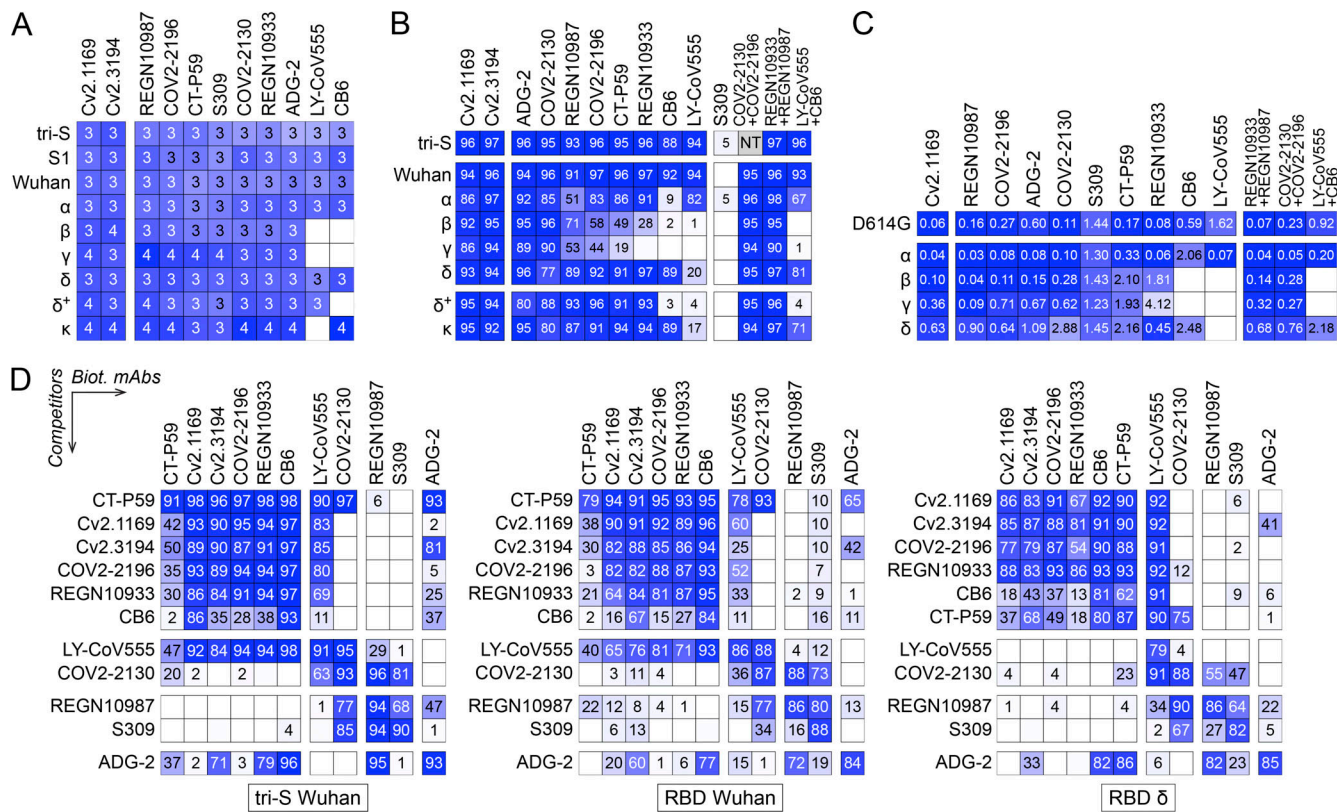 A
Cv2.1169 Cv2.3194 REGN10987 COV2-2196 CT-P59 S309 COV2-2130 REGN10933 ADG-2 LY-CoV555 CB6
tri-S 3 3 3 3 3 3 3 3 3 3 3
S1 3 3 3 3 3 3 3 3 3 3 3
Wuhan 3 3 3 3 3 3 3 3 3 3 3
α 3 3 3 3 3 3 3 3 3 3 3
β 3 4 3 3 3 3 3 3 3
γ 4 3 4 4 4 4 3 3 3
δ 3 3 3 3 3 3 3 3 3 3 3
δ⁺ 4 3 3 3 3 3 3 3 3 3
κ 4 4 4 4 3 3 4 4 4 4
B
Cv2.1169 Cv2.3194 ADG-2 COV2-2130 REGN10987 COV2-2196 CT-P59 REGN10933 CB6 LY-CoV555 S309 COV2-2130 +COV2-2196 REGN10933 +REGN10987 LY-CoV555 +CB6
tri-S 96 97 96 95 93 96 95 96 88 94 5 NT 97 96
Wuhan 94 96 94 96 91 97 96 97 92 94 95 96 93
α 86 97 92 85 51 83 86 91 9 82 5 96 98 67
β 96 97 96 95 71 58 49 28 2 1 95 95
γ 86 94 89 90 53 44 19 94 90 1
δ 93 94 96 77 89 92 91 97 89 20 95 97 81
δ⁺ 95 94 80 88 93 96 91 93 3 4 95 96 4
κ 95 92 95 80 87 91 94 94 89 17 94 97 71
C
Cv2.1169 REGN10987 COV2-2196 ADG-2 COV2-2130 S309 CT-P59 REGN10933 CB6 LY-CoV555 REGN10933 +REGN10987 COV2-2130 +COV2-2196 LY-CoV555 +CB6
D614G 0.06 0.16 0.27 0.60 0.11 1.44 0.17 0.08 0.59 1.62 0.07 0.23 0.92
α 0.04 0.03 0.08 0.08 0.10 1.30 0.33 0.06 2.06 0.07 0.04 0.05 0.20
β 0.10 0.04 0.11 0.15 0.28 1.43 2.10 1.81 0.14 0.28
γ 0.36 0.09 0.71 0.67 0.62 1.23 1.93 4.12 0.32 0.27
δ 0.63 0.90 0.64 1.09 2.88 1.45 2.16 0.45 2.48 0.68 0.76 2.18
D
Competitors
Biot. mAbs
CT-P59 Cv2.1169 Cv2.3194 COV2-2196 REGN10933 CB6 LY-CoV555 COV2-2130 REGN10987 S309 ADG-2
CT-P59 91 98 96 97 98 98 90 97 6 93
Cv2.1169 42 93 90 95 94 97 83 2
Cv2.3194 50 89 90 87 91 97 85 81
COV2-2196 35 93 89 94 94 97 80 5
REGN10933 30 86 84 91 94 97 69 25
CB6 2 86 35 28 38 93 11 37
LY-CoV555 47 92 84 94 94 98 91 95 29 1
COV2-2130 20 2 63 93 96 81
REGN10987 1 77 94 68 47
S309 4 85 94 90 1
ADG-2 37 2 71 3 79 96 95 1 93
tri-S Wuhan
CT-P59 Cv2.1169 Cv2.3194 COV2-2196 REGN10933 CB6 LY-CoV555 COV2-2130 REGN10987 S309 ADG-2
CT-P59 79 94 91 95 93 95 78 93 10 65
Cv2.1169 38 90 91 92 89 96 60 10
Cv2.3194 30 82 88 85 86 94 25 10 42
COV2-2196 3 82 82 88 87 93 52 7
REGN10933 21 64 84 81 87 95 33 2 9 1
CB6 2 16 67 15 27 84 11 11 16 11
LY-CoV555 40 65 76 81 71 93 86 88 4 12
COV2-2130 3 11 4 36 87 88 73
REGN10987 22 12 8 4 1 15 77 86 80 13
S309 6 13 34 16 88
ADG-2 20 60 1 6 77 15 1 72 19 84
RBD Wuhan
Cv2.1169 Cv2.3194 COV2-2196 REGN10933 CB6 CT-P59 LY-CoV555 COV2-2130 REGN10987 S309 ADG-2
Cv2.1169 86 83 91 67 92 90 92 6
Cv2.3194 85 87 88 81 91 90 92 41
COV2-2196 77 79 87 54 90 88 91 2
REGN10933 88 83 93 86 93 93 92 12
CB6 18 43 37 13 81 62 91 9 6
CT-P59 37 68 49 18 80 87 90 75 1
LY-CoV555 79 4
COV2-2130 4 4 23 91 88 55 47
REGN10987 1 4 4 34 90 86 64 22
S309 2 67 27 82 5
ADG-2 33 82 86 6 82 23 85
RBD δ